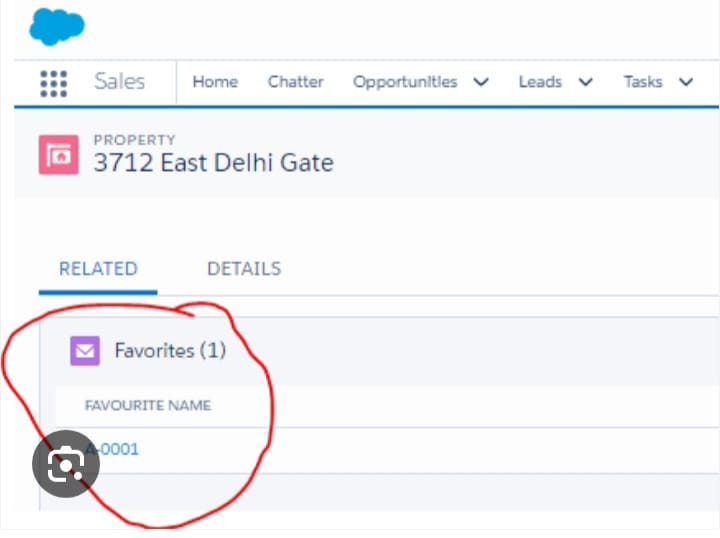 Sales Home Chatter Opportunities Leads Tasks
PROPERTY
3712 East Delhi Gate
RELATED DETAILS
Favorites (1)
FAVOURITE NAME
A-0001